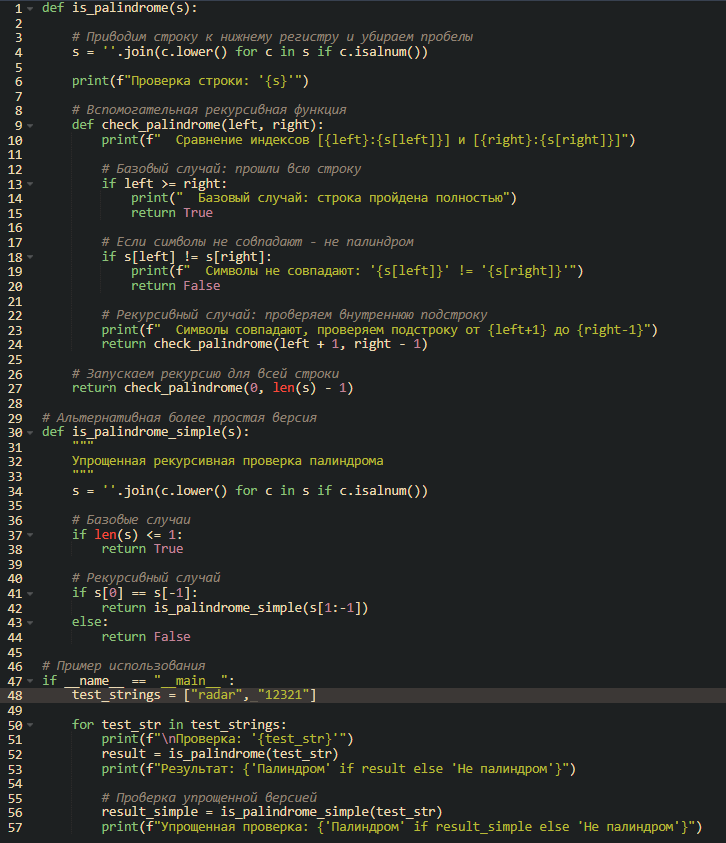 1 def is_palindrome(s):
2
3     # Приводим строку к нижнему регистру и убираем пробелы
4     s = ''.join(c.lower() for c in s if c.isalnum())
5
6     print(f"Проверка строки: '{s}'")
7
8     # Вспомогательная рекурсивная функция
9     def check_palindrome(left, right):
10         print(f"  Сравнение индексов [{left}:{s[left]}] и [{right}:{s[right]}]")
11
12         # Базовый случай: прошли всю строку
13         if left >= right:
14             print("  Базовый случай: строка пройдена полностью")
15             return True
16
17         # Если символы не совпадают - не палиндром
18         if s[left] != s[right]:
19             print(f"  Символы не совпадают: '{s[left]}' != '{s[right]}'")
20             return False
21
22         # Рекурсивный случай: проверяем внутреннюю подстроку
23         print(f"  Символы совпадают, проверяем подстроку от {left+1} до {right-1}")
24         return check_palindrome(left + 1, right - 1)
25
26     # Запускаем рекурсию для всей строки
27     return check_palindrome(0, len(s) - 1)
28
29 # Альтернативная более простая версия
30 def is_palindrome_simple(s):
31     """
32     Упрощенная рекурсивная проверка палиндрома
33     """
34     s = ''.join(c.lower() for c in s if c.isalnum())
35
36     # Базовые случаи
37     if len(s) <= 1:
38         return True
39
40     # Рекурсивный случай
41     if s[0] == s[-1]:
42         return is_palindrome_simple(s[1:-1])
43     else:
44         return False
45
46 # Пример использования
47 if __name__ == "__main__":
48     test_strings = ["radar", "12321"]
49
50     for test_str in test_strings:
51         print(f"\nПроверка: '{test_str}'")
52         result = is_palindrome(test_str)
53         print(f"Результат: {'Палиндром' if result else 'Не палиндром'}")
54
55         # Проверка упрощенной версией
56         result_simple = is_palindrome_simple(test_str)
57         print(f"Упрощенная проверка: {'Палиндром' if result_simple else 'Не палиндром'}")